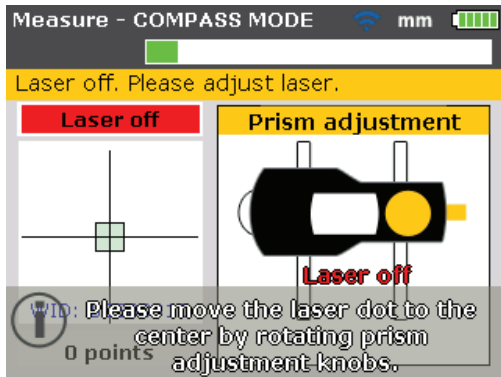 Measure - COMPASS MODE mm
Laser off. Please adjust laser.
Laser off
Prism adjustment
Laser off
WID:
Please move the laser dot to the
center by rotating prism
adjustment knobs.
0 points